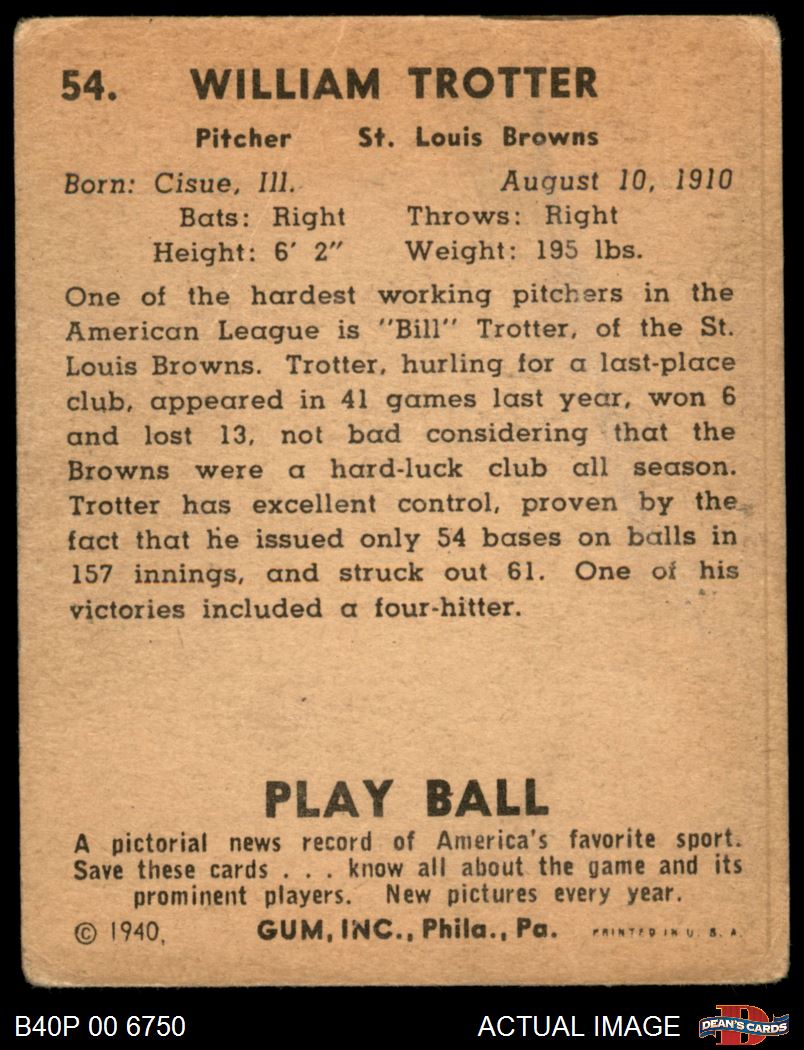 54. WILLIAM TROTTER
Pitcher St. Louis Browns
Born: Cisue, Ill. August 10, 1910
Bats: Right Throws: Right
Height: 6' 2" Weight: 195 lbs.
One of the hardest working pitchers in the
American League is "Bill" Trotter, of the St.
Louis Browns. Trotter, hurling for a last-place
club, appeared in 41 games last year, won 6
and lost 13, not bad considering that the
Browns were a hard-luck club all season.
Trotter has excellent control, proven by the
fact that he issued only 54 bases on balls in
157 innings, and struck out 61. One of his
victories included a four-hitter.
PLAY BALL
A pictorial news record of America's favorite sport.
Save these cards . . . know all about the game and its
prominent players. New pictures every year.
© 1940, GUM, INC., Phila., Pa. PRINTED IN U. S. A.
B40P 00 6750 ACTUAL IMAGE DEAN'S CARDS